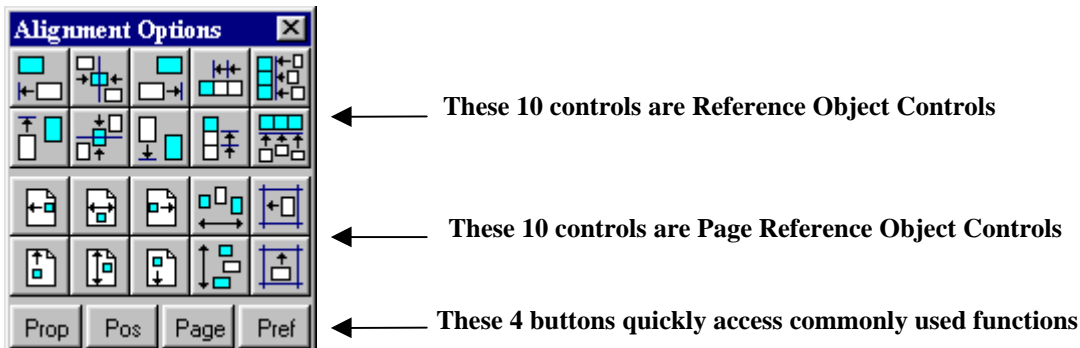 Alignment Options
These 10 controls are Reference Object Controls
These 10 controls are Page Reference Object Controls
Prop Pos Page Pref
These 4 buttons quickly access commonly used functions